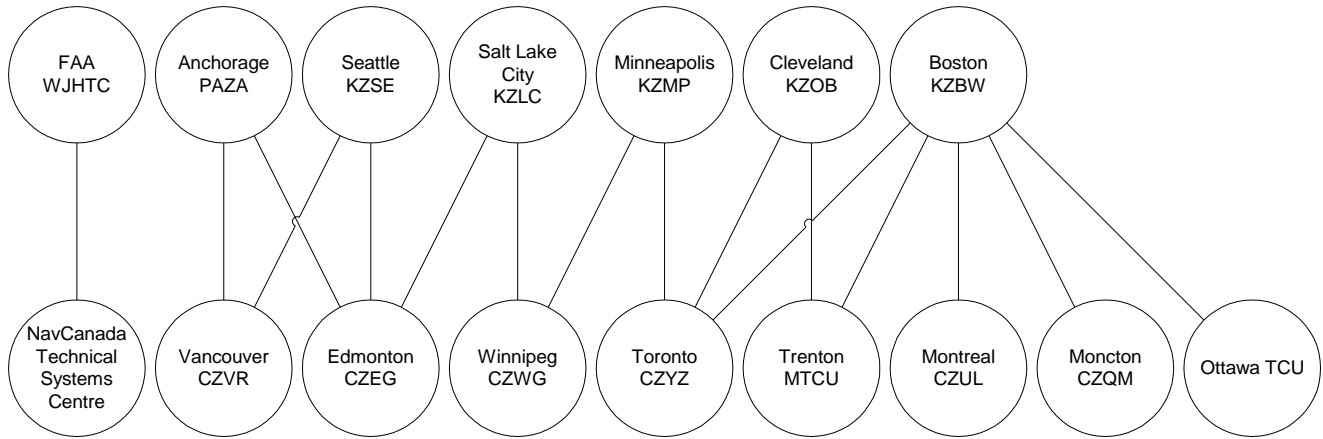 FAA
WJHTC
Anchorage
PAZA
Seattle
KZSE
Salt Lake
City
KZLC
Minneapolis
KZMP
Cleveland
KZOB
Boston
KZBW
NavCanada
Technical
Systems
Centre
Vancouver
CZVR
Edmonton
CZEG
Winnipeg
CZWG
Toronto
CZYZ
Trenton
MTCU
Montreal
CZUL
Moncton
CZQM
Ottawa TCU